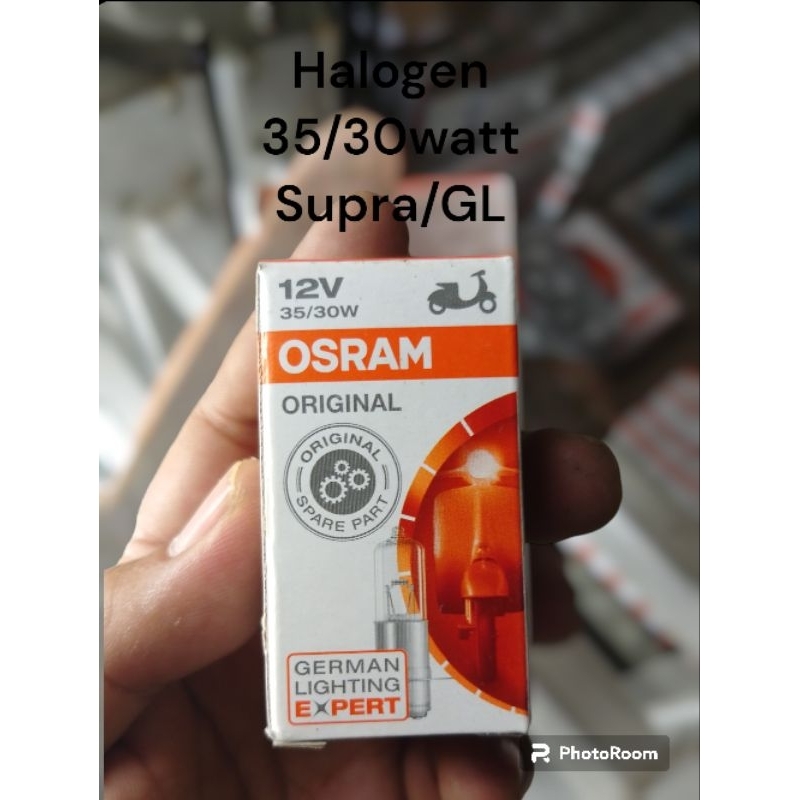 Halogen
35/30watt
Supra/GL
12V
35/30W
OSRAM
ORIGINAL
ORIGINAL
SPARE PART
GERMAN
LIGHTING
EXPERT
PhotoRoom